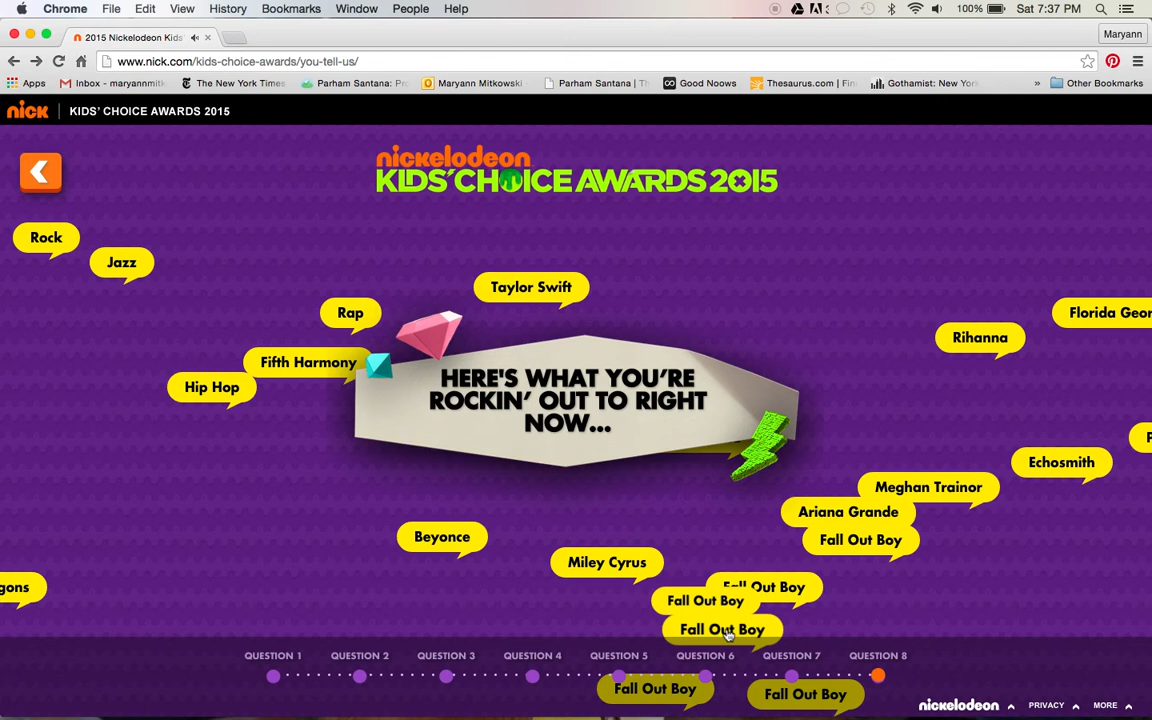 Chrome File Edit View History Bookmarks Window People Help 100% Sat 7:37 PM
2015 Nickelodeon Kids' Maryann
www.nick.com/kids-choice-awards/you-tell-us/
Apps Inbox - maryannmit The New York Times Parham Santana: Pr Maryann Mitkowski Parham Santana | Th Good Noows Thesaurus.com | Fin Gothamist: New York » Other Bookmarks
nick KIDS' CHOICE AWARDS 2015
nickelodeon
KIDS' CHOICE AWARDS 2015
Rock
Jazz
Taylor Swift
Rap
Florida Geor
Rihanna
Fifth Harmony
Hip Hop
HERE'S WHAT YOU'RE
ROCKIN' OUT TO RIGHT
NOW...
Echosmith
Meghan Trainor
Ariana Grande
Beyonce
Fall Out Boy
Miley Cyrus
gons
Fall Out Boy
Fall Out Boy
Fall Out Boy
QUESTION 1 QUESTION 2 QUESTION 3 QUESTION 4 QUESTION 5 QUESTION 6 QUESTION 7 QUESTION 8
Fall Out Boy
Fall Out Boy
nickelodeon PRIVACY MORE